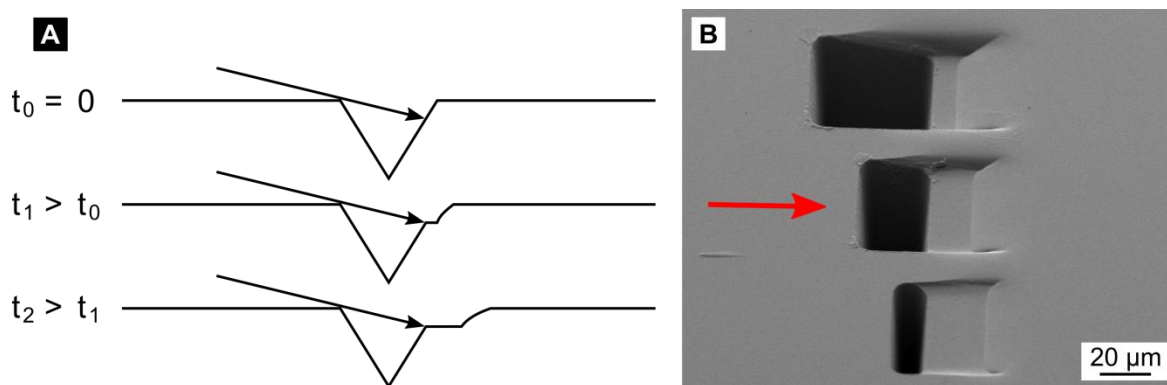 A
t₀ = 0
t₁ > t₀
t₂ > t₁
B
20 µm